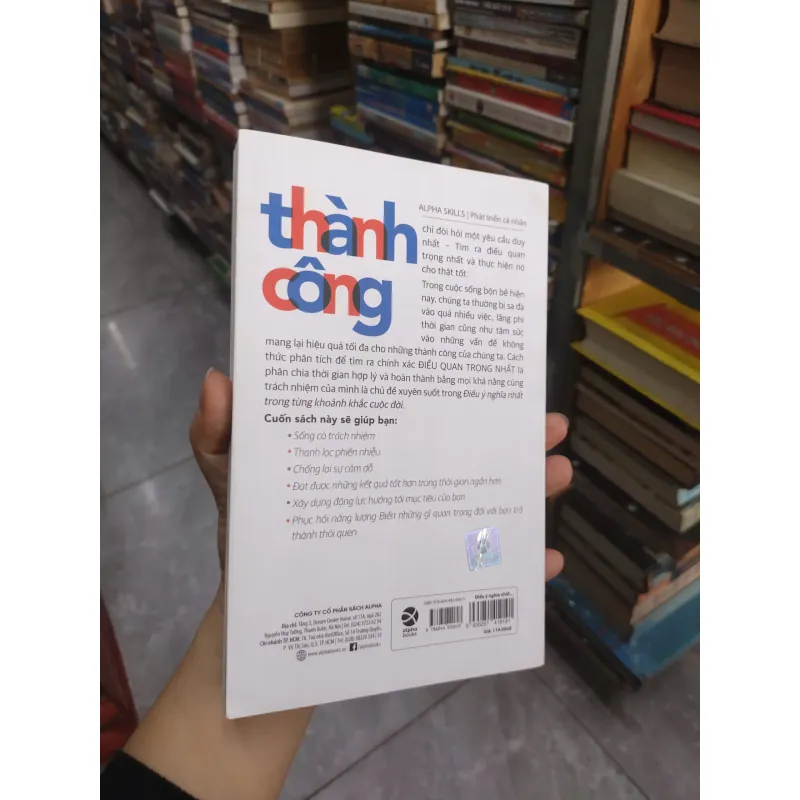 ALPHA SKILLS | Phát triển cá nhân
thành
công
chỉ đòi hỏi một yêu cầu duy
nhất – Tìm ra điều quan
trọng nhất và thực hiện nó
cho thật tốt.
Trong cuộc sống bộn bề hiện
nay, chúng ta thường bị sa đà
vào quá nhiều việc, lãng phí
thời gian cũng như tâm sức
vào những vấn đề không
mang lại hiệu quả tối đa cho những thành công của chúng ta. Cách
thức phân tích để tìm ra chính xác ĐIỀU QUAN TRỌNG NHẤT là
phân chia thời gian hợp lý và hoàn thành bằng mọi khả năng cùng
trách nhiệm của mình là chủ đề xuyên suốt trong Điều ý nghĩa nhất
trong từng khoảnh khắc cuộc đời.
Cuốn sách này sẽ giúp bạn:
• Sống có trách nhiệm
• Thanh lọc phiền nhiễu
• Chống lại sự cám dỗ
• Đạt được những kết quả tốt hơn trong thời gian ngắn hơn
• Xây dựng động lực hướng tới mục tiêu của bạn
• Phục hồi năng lượng Biến những gì quan trọng đối với bạn trở
thành thói quen
CÔNG TY CỔ PHẦN SÁCH ALPHA
www.alphabooks.vn /alphabooks
alpha
books
Điều ý nghĩa nhất...